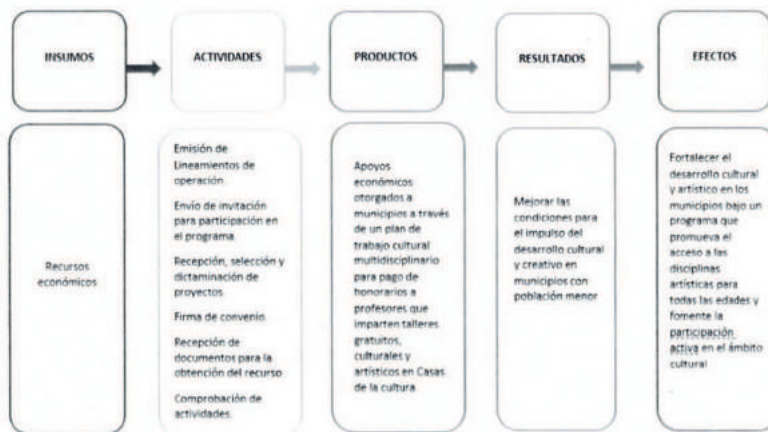 INSUMOS
ACTIVIDADES
PRODUCTOS
RESULTADOS
EFECTOS
Recursos
económicos
Emisión de
Lineamientos de
operación.
Envío de invitación
para participación en
el programa.
Recepción, selección y
dictaminación de
proyectos.
Firma de convenio.
Recepción de
documentos para la
obtención del recurso
Comprobación de
actividades.
Apoyos
económicos
otorgados a
municipios a través
de un plan de
trabajo cultural
multidisciplinario
para pago de
honorarios a
profesores que
imparten talleres
gratuitos,
culturales y
artísticos en Casas
de la cultura
Mejorar las
condiciones para
el impulso del
desarrollo cultural
y creativo en
municipios con
población menor
Fortalecer el
desarrollo cultural
y artístico en los
municipios bajo un
programa que
promueva el
acceso a las
disciplinas
artísticas para
todas las edades y
fomente la
participación
activa en el ámbito
cultural